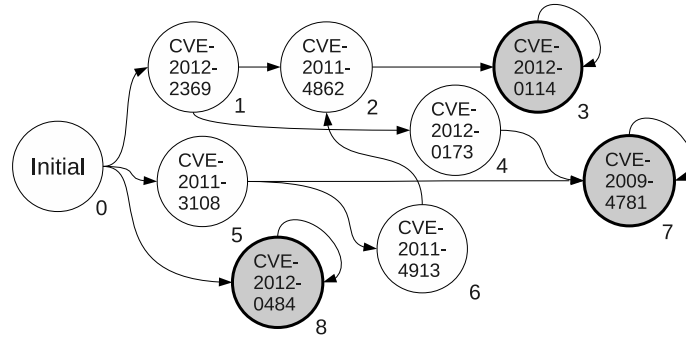 Initial
0
CVE-
2012-
2369
1
CVE-
2011-
4862
2
CVE-
2012-
0114
3
CVE-
2012-
0173
4
CVE-
2011-
3108
5
CVE-
2011-
4913
6
CVE-
2009-
4781
7
CVE-
2012-
0484
8